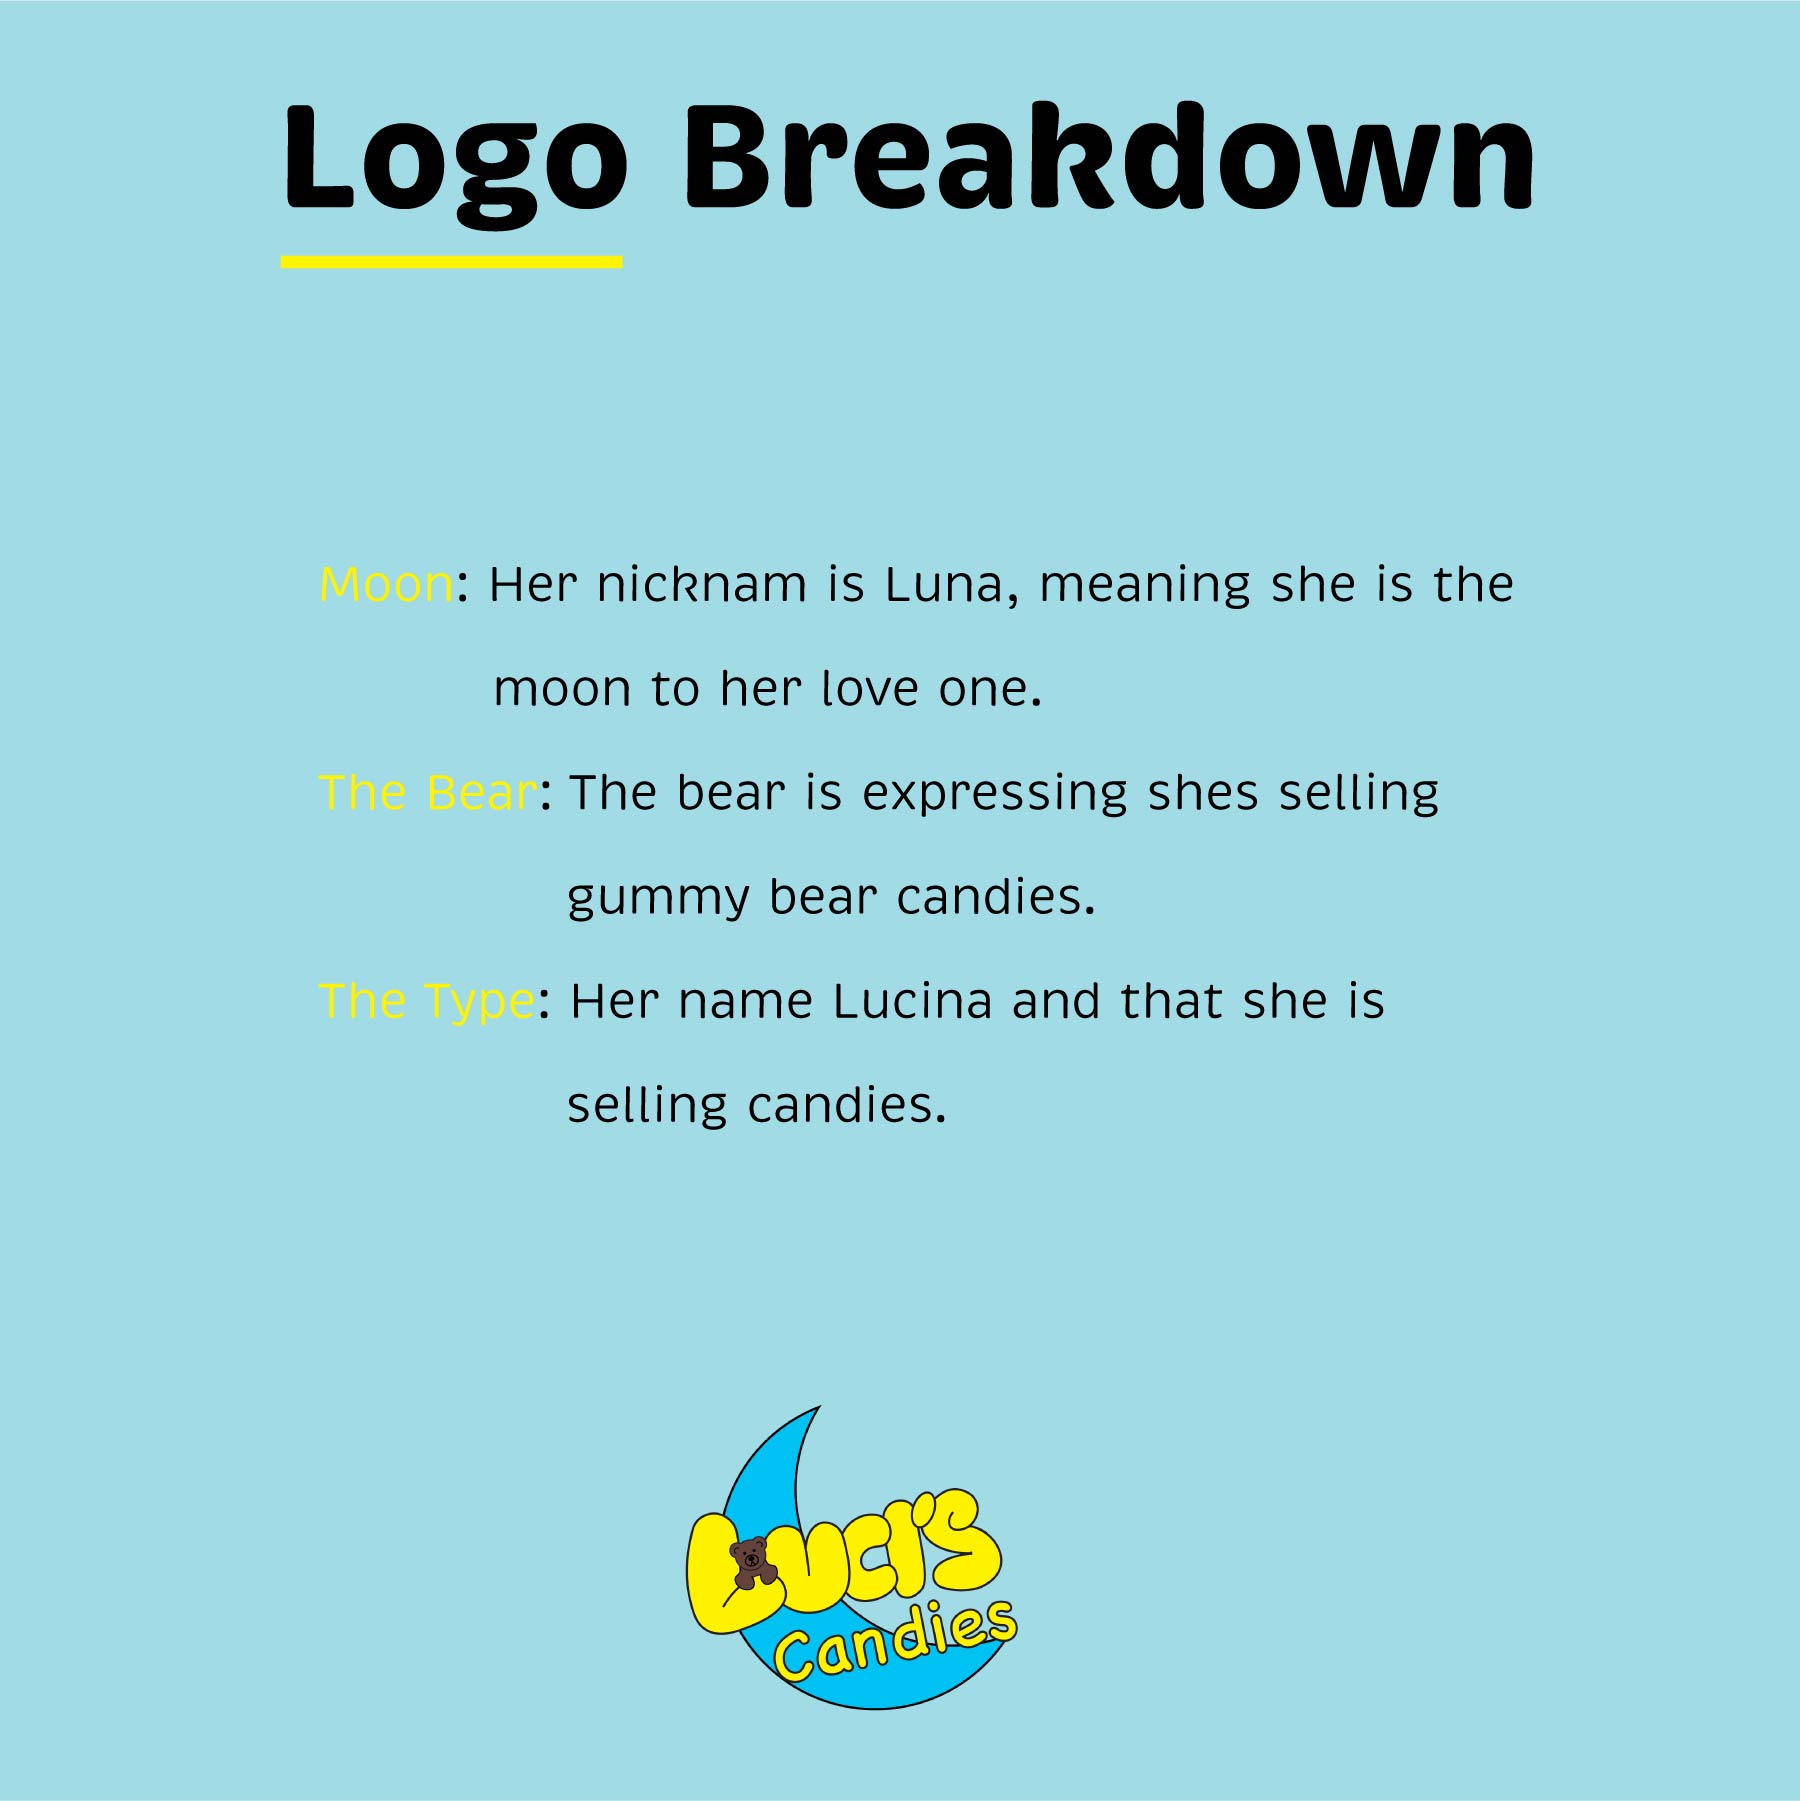 Logo Breakdown
Moon: Her nicknam is Luna, meaning she is the
moon to her love one.
The Bear: The bear is expressing shes selling
gummy bear candies.
The Type: Her name Lucina and that she is
selling candies.
Luci's
Candies